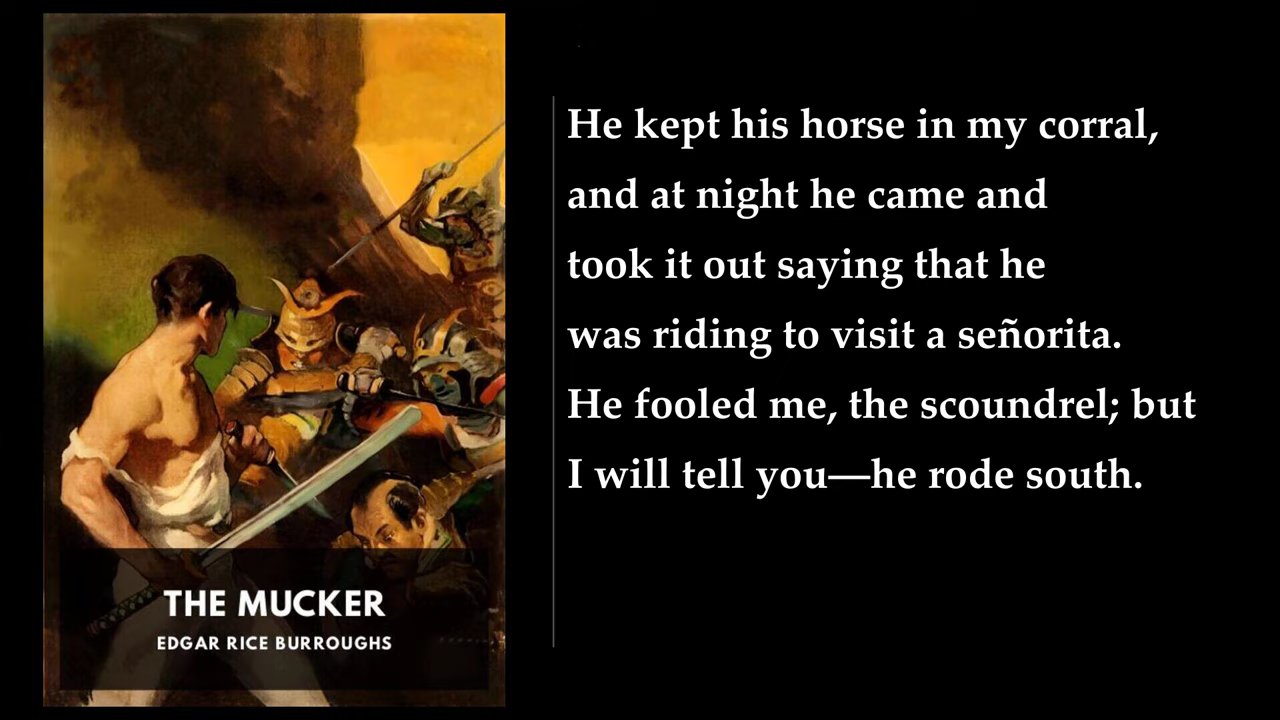 THE MUCKER
EDGAR RICE BURROUGHS
He kept his horse in my corral,
and at night he came and
took it out saying that he
was riding to visit a señorita.
He fooled me, the scoundrel; but
I will tell you—he rode south.